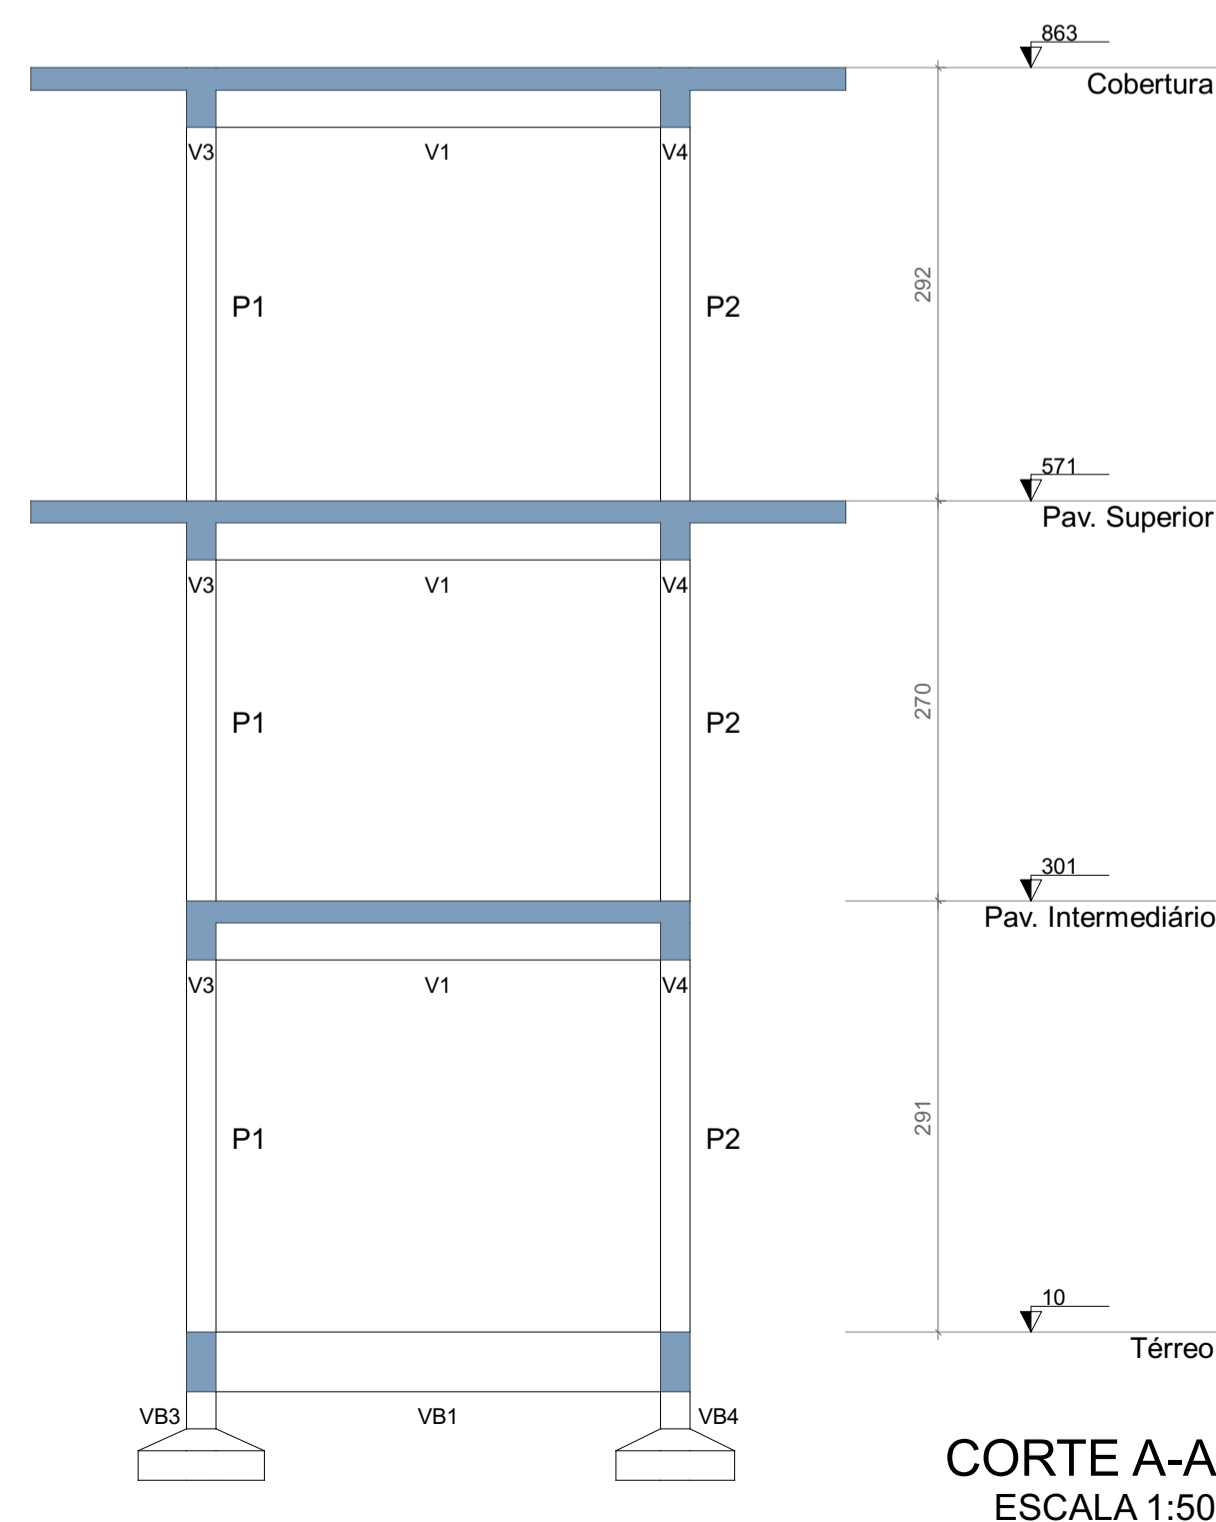 863
Cobertura
V3 V1 V4
292
P1 P2
571
Pav. Superior
V3 V1 V4
270
P1 P2
301
Pav. Intermediário
V3 V1 V4
291
P1 P2
10
Térreo
VB3 VB1 VB4
CORTE A-A
ESCALA 1:50